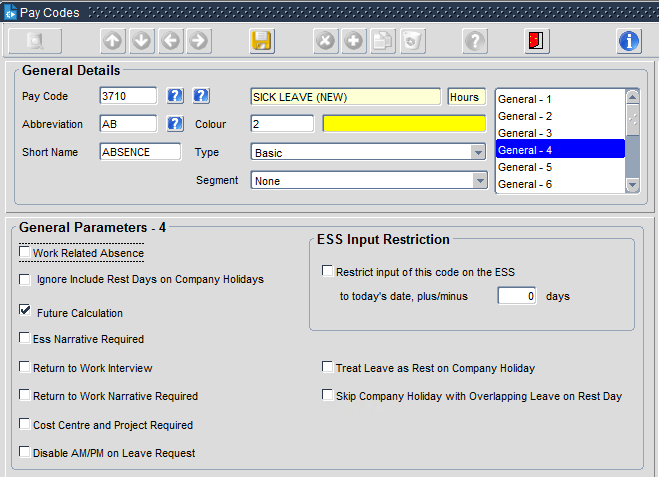 Pay Codes
General Details
Pay Code 3710 ? ? SICK LEAVE (NEW) Hours
Abbreviation AB ? Colour 2
Short Name ABSENCE Type Basic
Segment None
General - 1
General - 2
General - 3
General - 4
General - 5
General - 6
General Parameters - 4
Work Related Absence
Ignore Include Rest Days on Company Holidays
Future Calculation
Ess Narrative Required
Return to Work Interview
Return to Work Narrative Required
Cost Centre and Project Required
Disable AM/PM on Leave Request
ESS Input Restriction
Restrict input of this code on the ESS
to today's date, plus/minus 0 days
Treat Leave as Rest on Company Holiday
Skip Company Holiday with Overlapping Leave on Rest Day